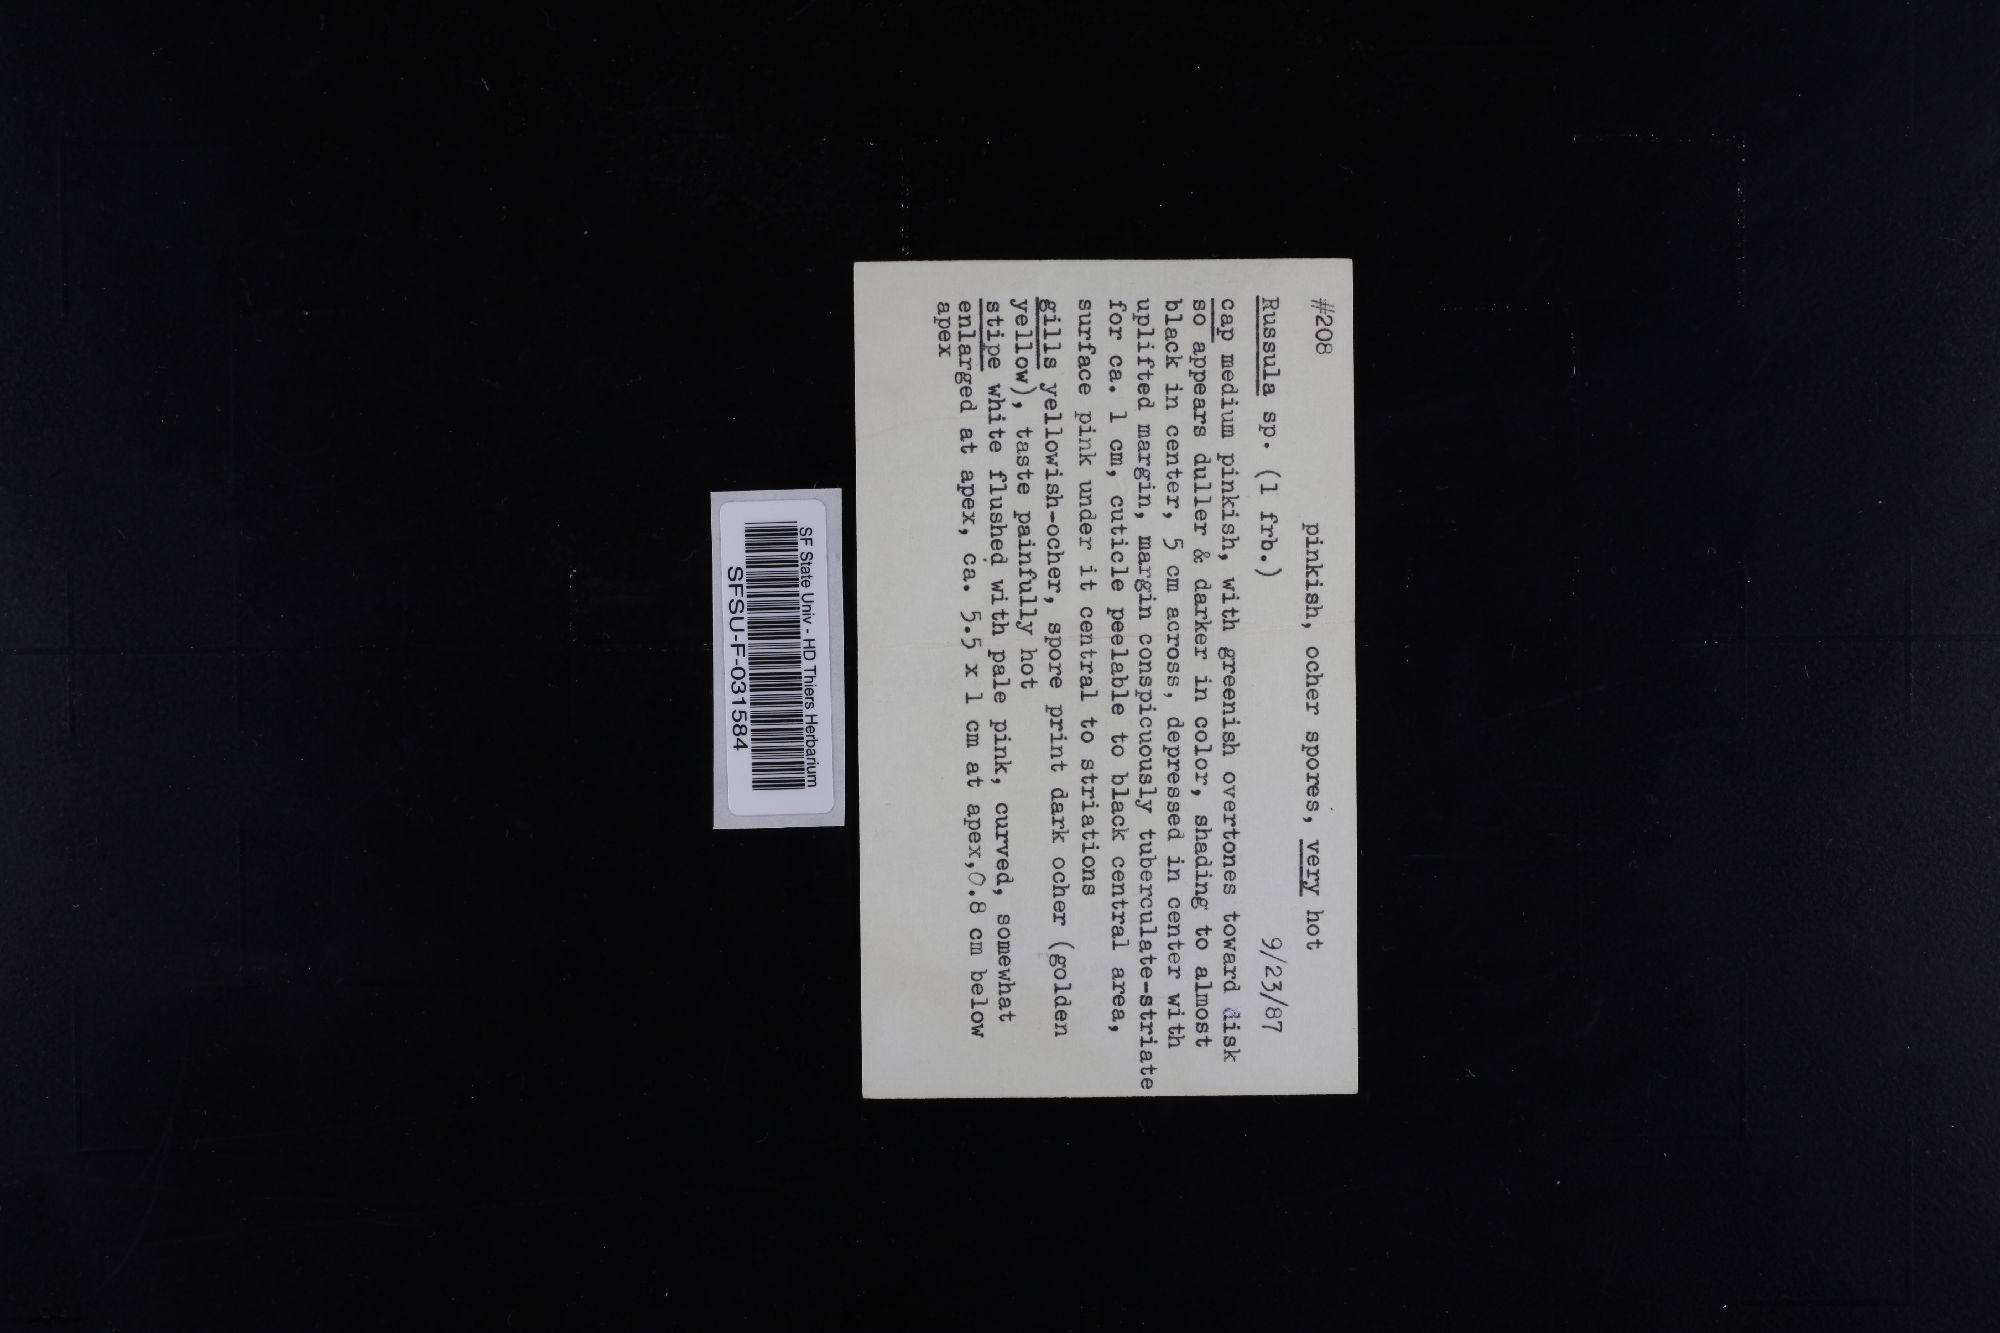 #208 pinkish, ocher spores, very hot
Russula sp. (1 frb.) 9/23/87
cap medium pinkish, with greenish overtones toward disk
so appears duller & darker in color, shading to almost
black in center, 5 cm across, depressed in center with
uplifted margin, margin conspicuously tuberculate-striate
for ca. 1 cm, cuticle peelable to black central area,
surface pink under it central to striations
gills yellowish-ocher, spore print dark ocher (golden
yellow), taste painfully hot
stipe white flushed with pale pink, curved, somewhat
enlarged at apex, ca. 5.5 x 1 cm at apex, 0.8 cm below
apex
SF State Univ - HD Thiers Herbarium
SFSU-F-031584